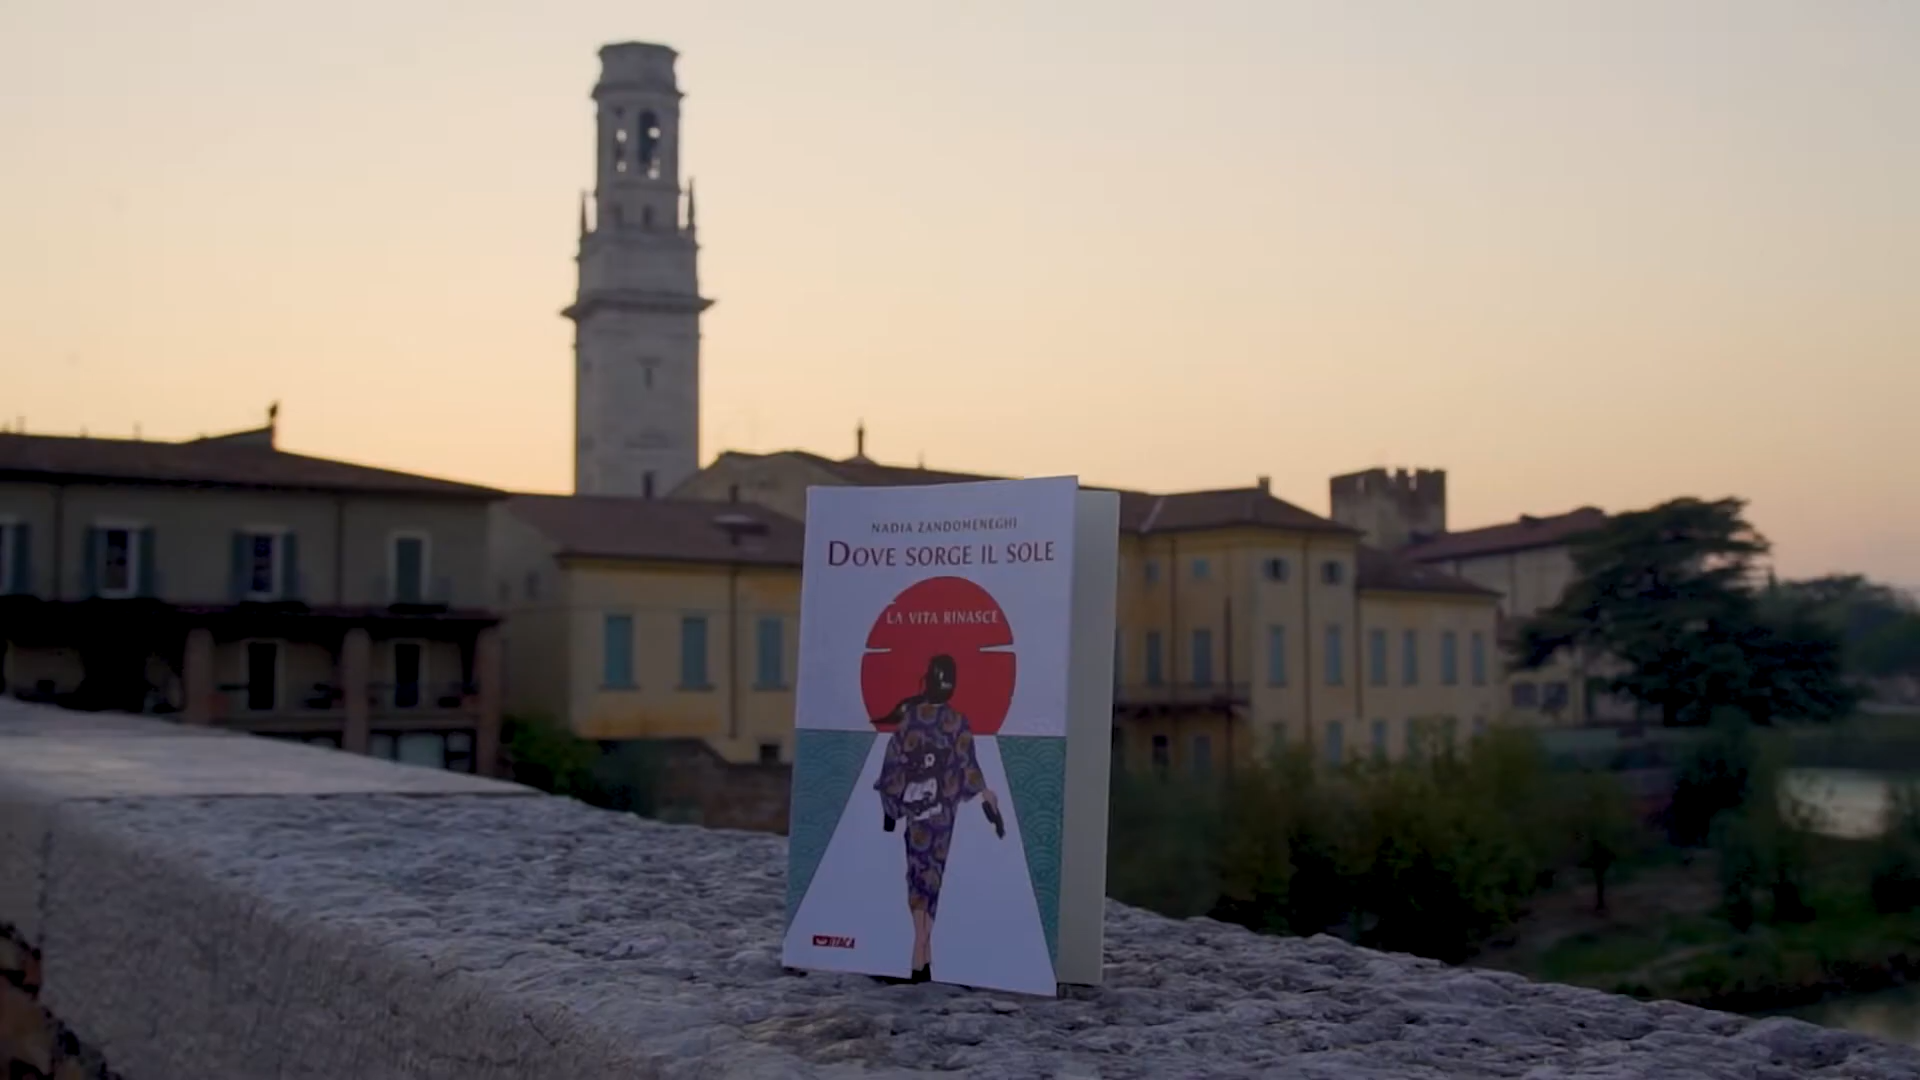 NADIA ZANDOMENEGHI
DOVE SORGE IL SOLE
LA VITA RINASCE
ITACA